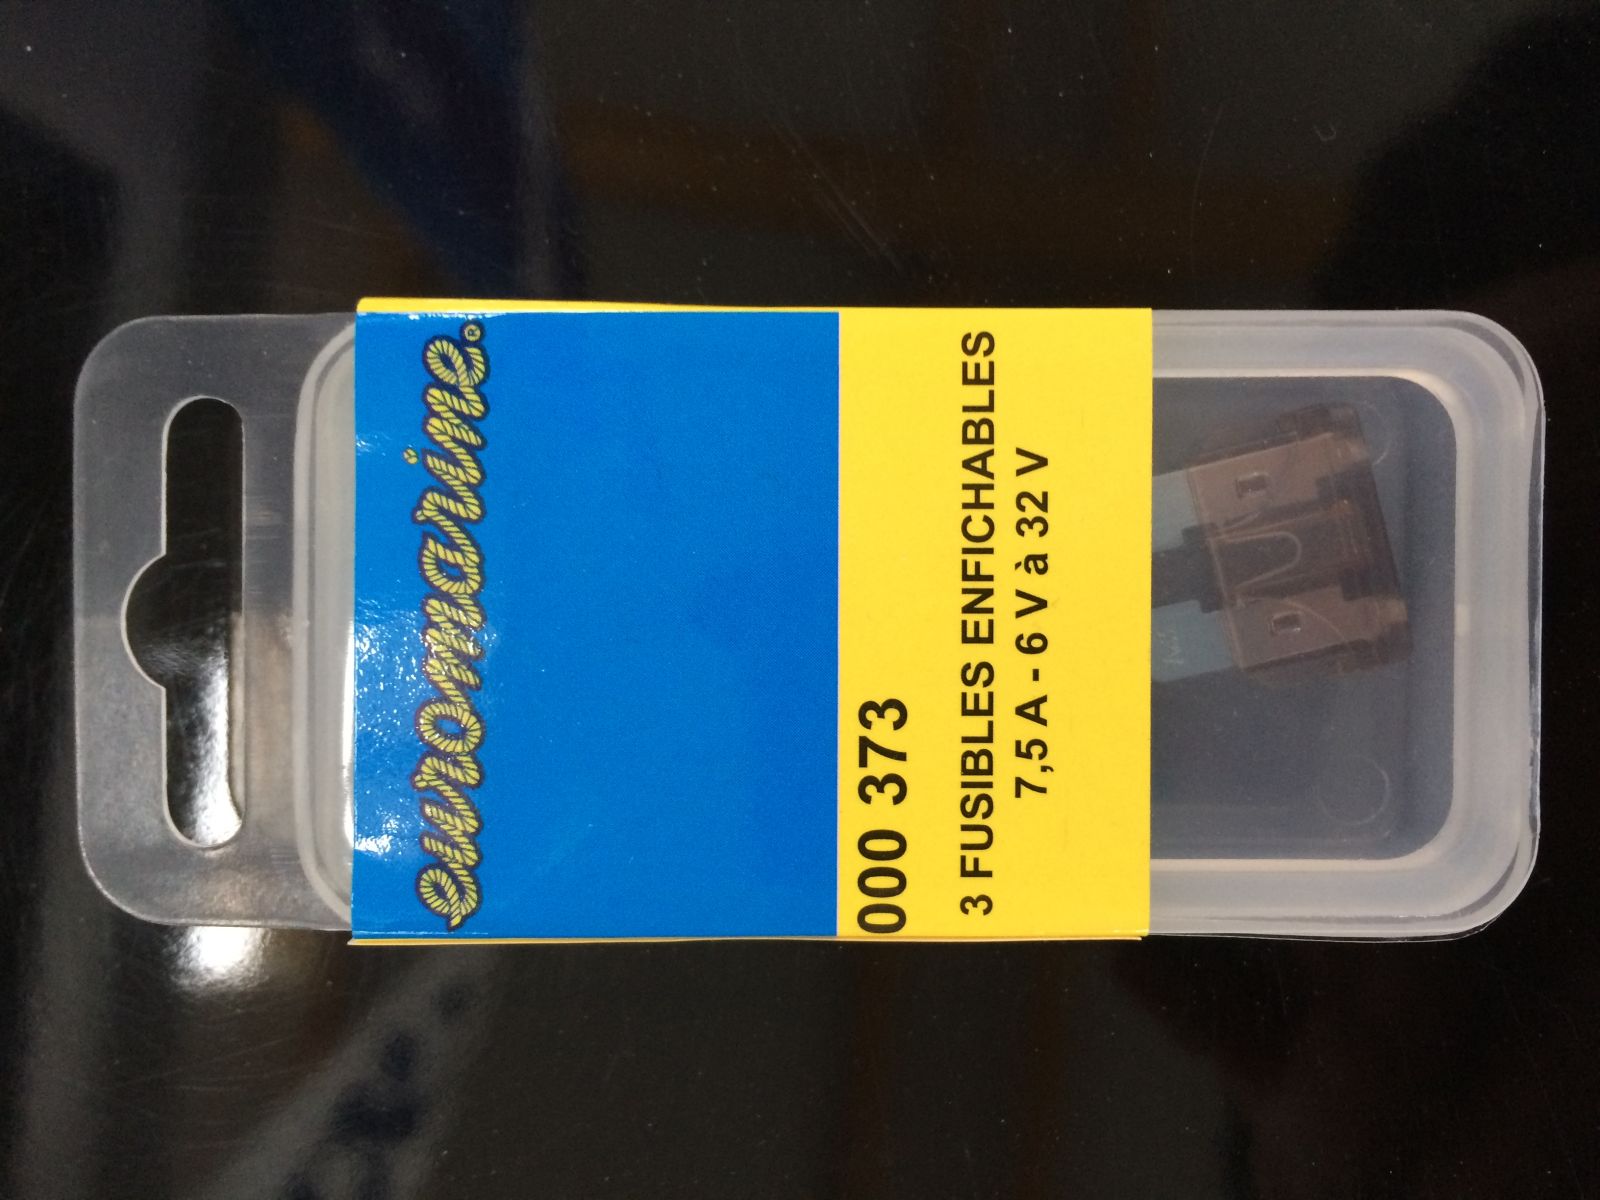 euromarine®
000 373
3 FUSIBLES ENFICHABLES
7,5 A - 6 V à 32 V